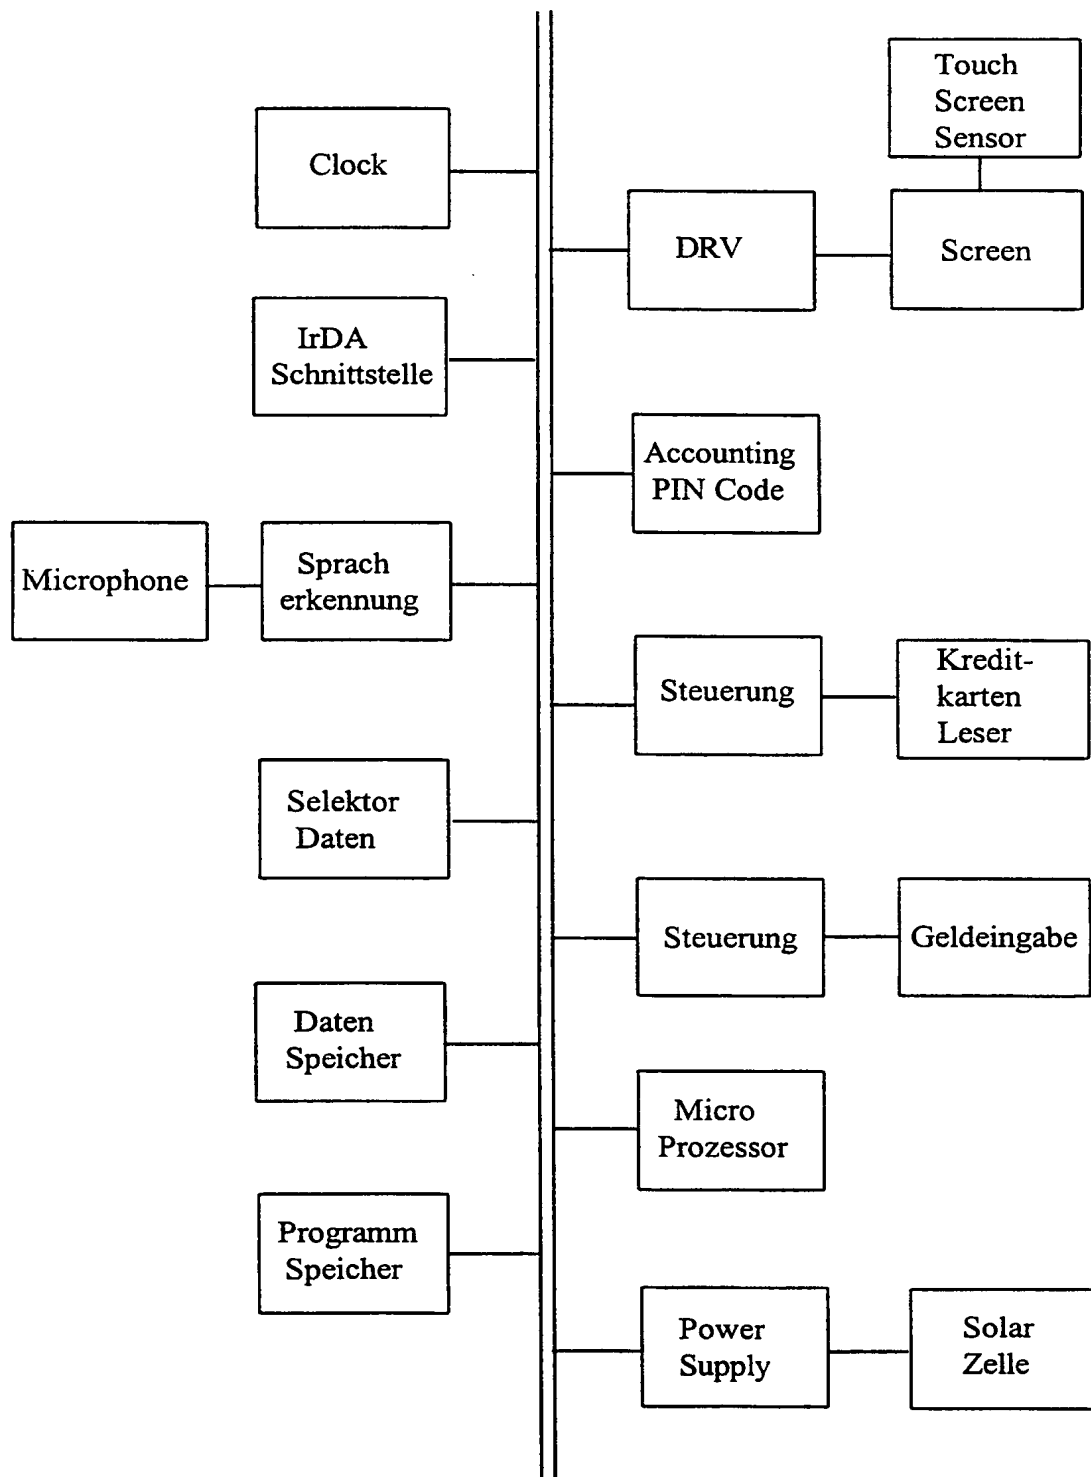 Touch
Screen
Sensor
Clock
DRV
Screen
IrDA
Schnittstelle
Accounting
PIN Code
Microphone
Sprach
erkennung
Steuerung
Kredit-
karten
Leser
Selektor
Daten
Steuerung
Geldeingabe
Daten
Speicher
Micro
Prozessor
Programm
Speicher
Power
Supply
Solar
Zelle